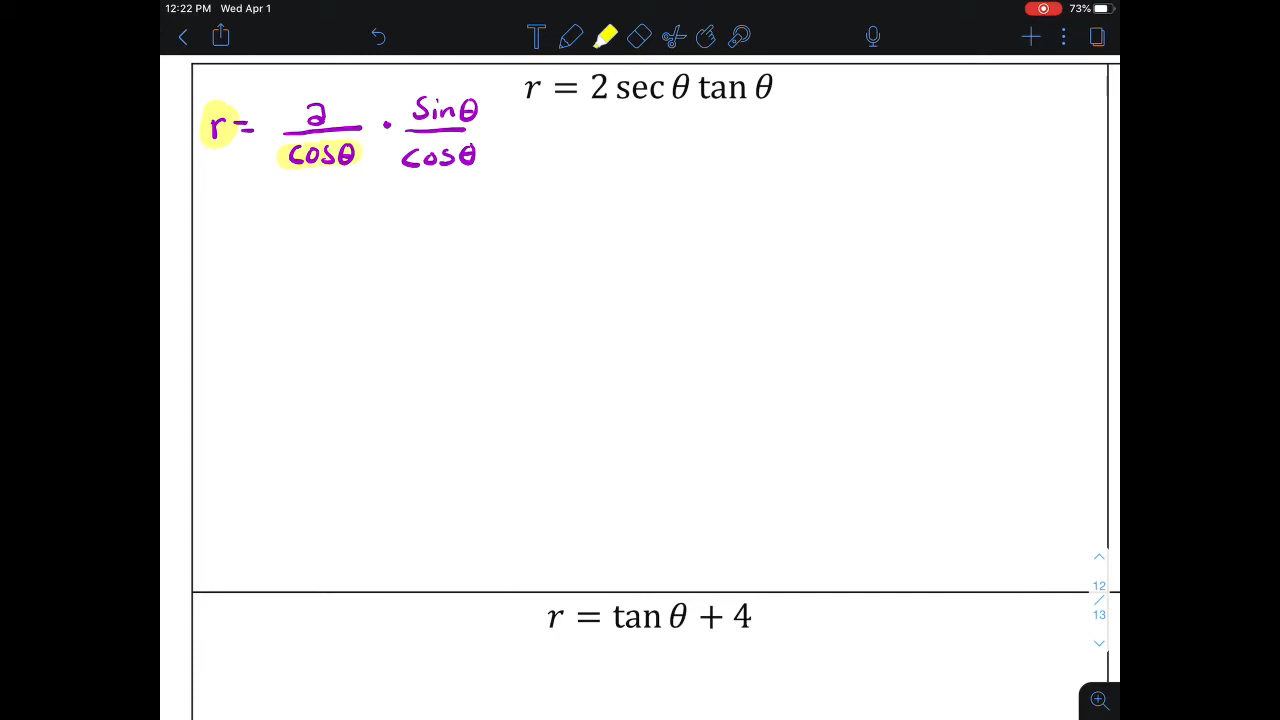 12:22 PM Wed Apr 1
73%
T
r = 2 sec θ tan θ
r = 2/cosθ · sinθ/cosθ
12
13
r = tan θ + 4